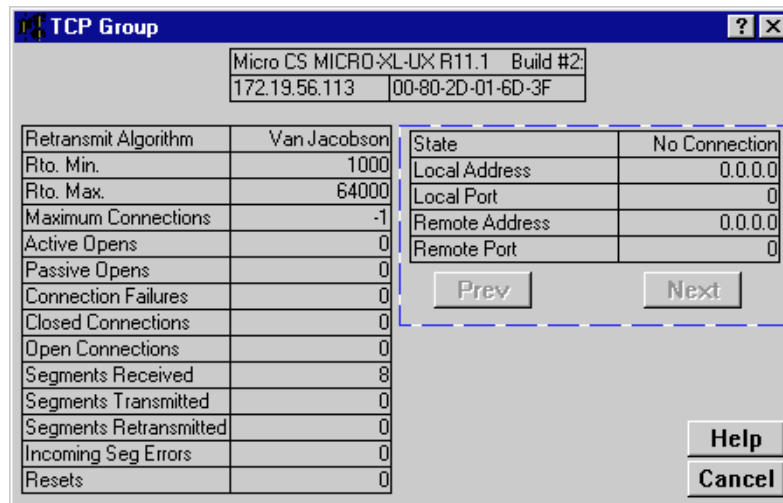 TCP Group
Micro CS MICRO-XL-UX R11.1 Build #2:
172.19.56.113 00-80-2D-01-6D-3F
Retransmit Algorithm Van Jacobson
Rto. Min. 1000
Rto. Max. 64000
Maximum Connections -1
Active Opens 0
Passive Opens 0
Connection Failures 0
Closed Connections 0
Open Connections 0
Segments Received 8
Segments Transmitted 0
Segments Retransmitted 0
Incoming Seg Errors 0
Resets 0
State No Connection
Local Address 0.0.0.0
Local Port 0
Remote Address 0.0.0.0
Remote Port 0
Prev Next
Help
Cancel